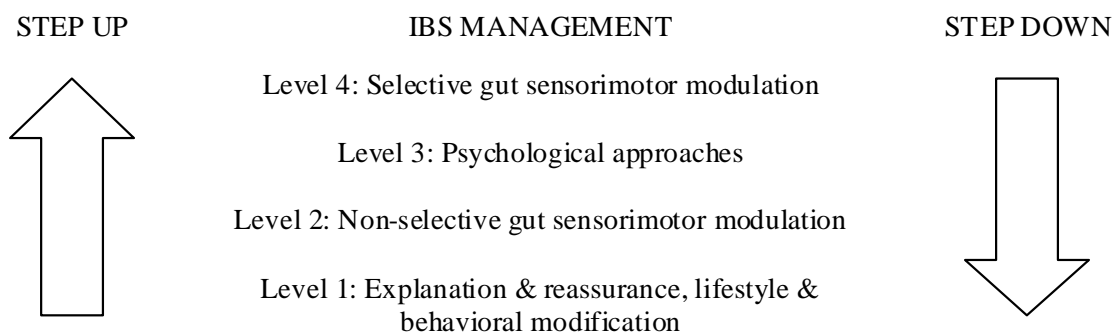 STEP UP
IBS MANAGEMENT
STEP DOWN
Level 4: Selective gut sensorimotor modulation
Level 3: Psychological approaches
Level 2: Non-selective gut sensorimotor modulation
Level 1: Explanation & reassurance, lifestyle &
behavioral modification